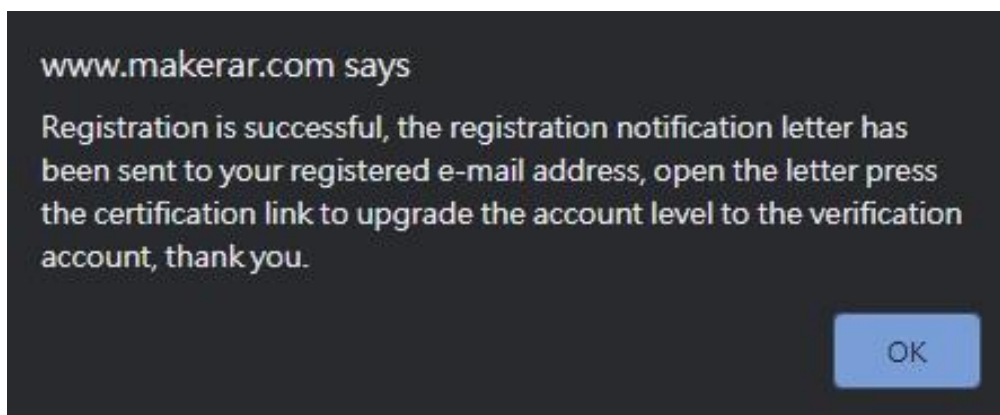 www.makerar.com says
Registration is successful, the registration notification letter has
been sent to your registered e-mail address, open the letter press
the certification link to upgrade the account level to the verification
account, thank you.
OK